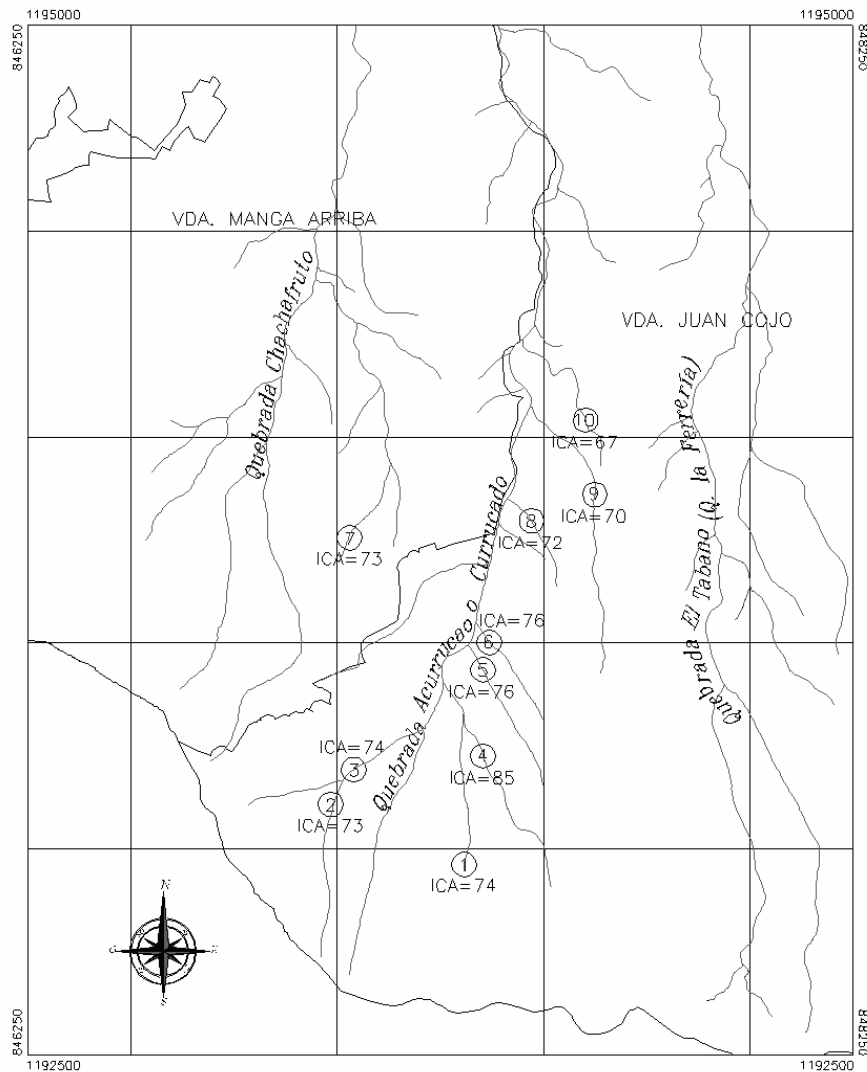 1195000
1195000
846250
848250
VDA. MANGA ARRIBA
Quebrada Chachafruto
VDA. JUAN COJO
Quebrada El Tabano (Q. la Ferrería)
10
ICA=67
9
ICA=70
Quebrada Acurrucao o Currucado
8
ICA=72
7
ICA=73
ICA=76
6
5
ICA=76
ICA=74
3
4
ICA=85
2
ICA=73
1
ICA=74
N
S
846250
848250
1192500
1192500